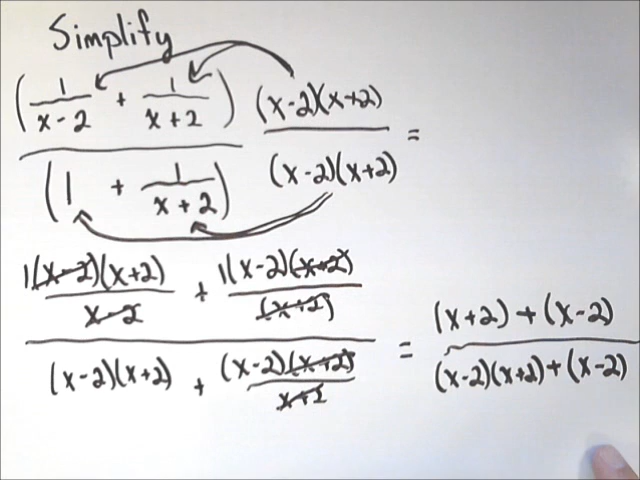 Simplify
(1/(x-2) + 1/(x+2)) (x-2)(x+2)
(1 + 1/(x+2)) (x-2)(x+2) =
1(x-2)(x+2)/(x-2) + 1(x-2)(x+2)/(x+2)
(x-2)(x+2) + (x-2)(x+2)/(x+2)
= (x+2) + (x-2)
(x-2)(x+2) + (x-2)